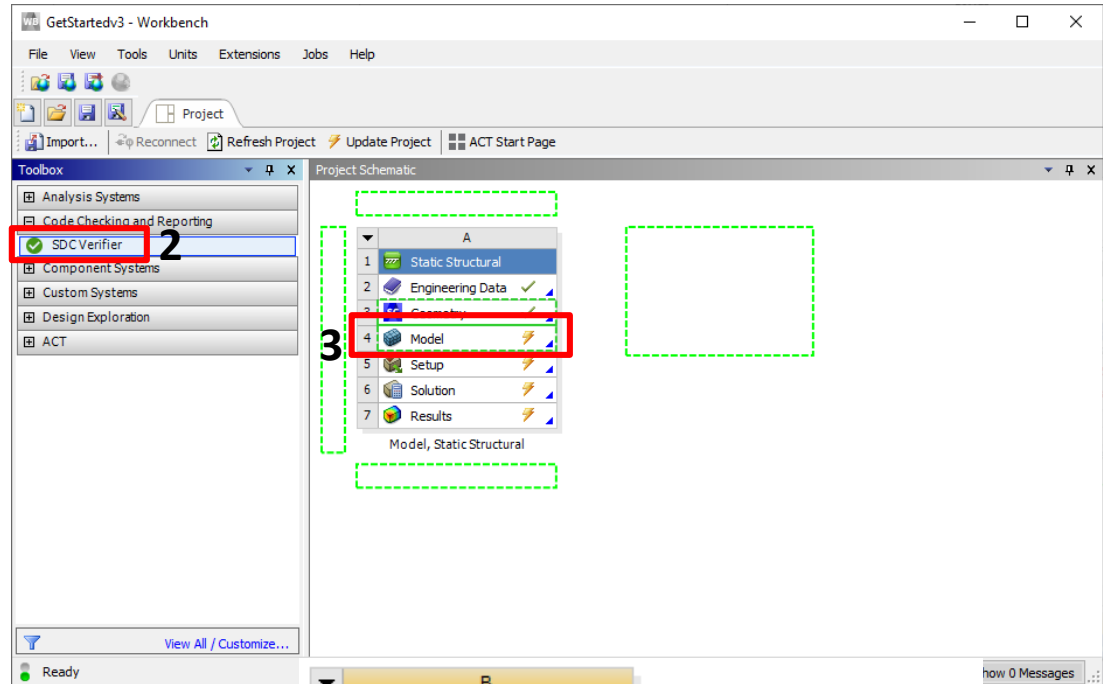 GetStartedv3 - Workbench
File View Tools Units Extensions Jobs Help
Project
Import... Reconnect Refresh Project Update Project ACT Start Page
Toolbox
Project Schematic
Analysis Systems
Code Checking and Reporting
SDC Verifier
2
Component Systems
Custom Systems
Design Exploration
ACT
A
1 Static Structural
2 Engineering Data
3 Geometry
3
4 Model
5 Setup
6 Solution
7 Results
Model, Static Structural
View All / Customize...
Ready
B
how 0 Messages